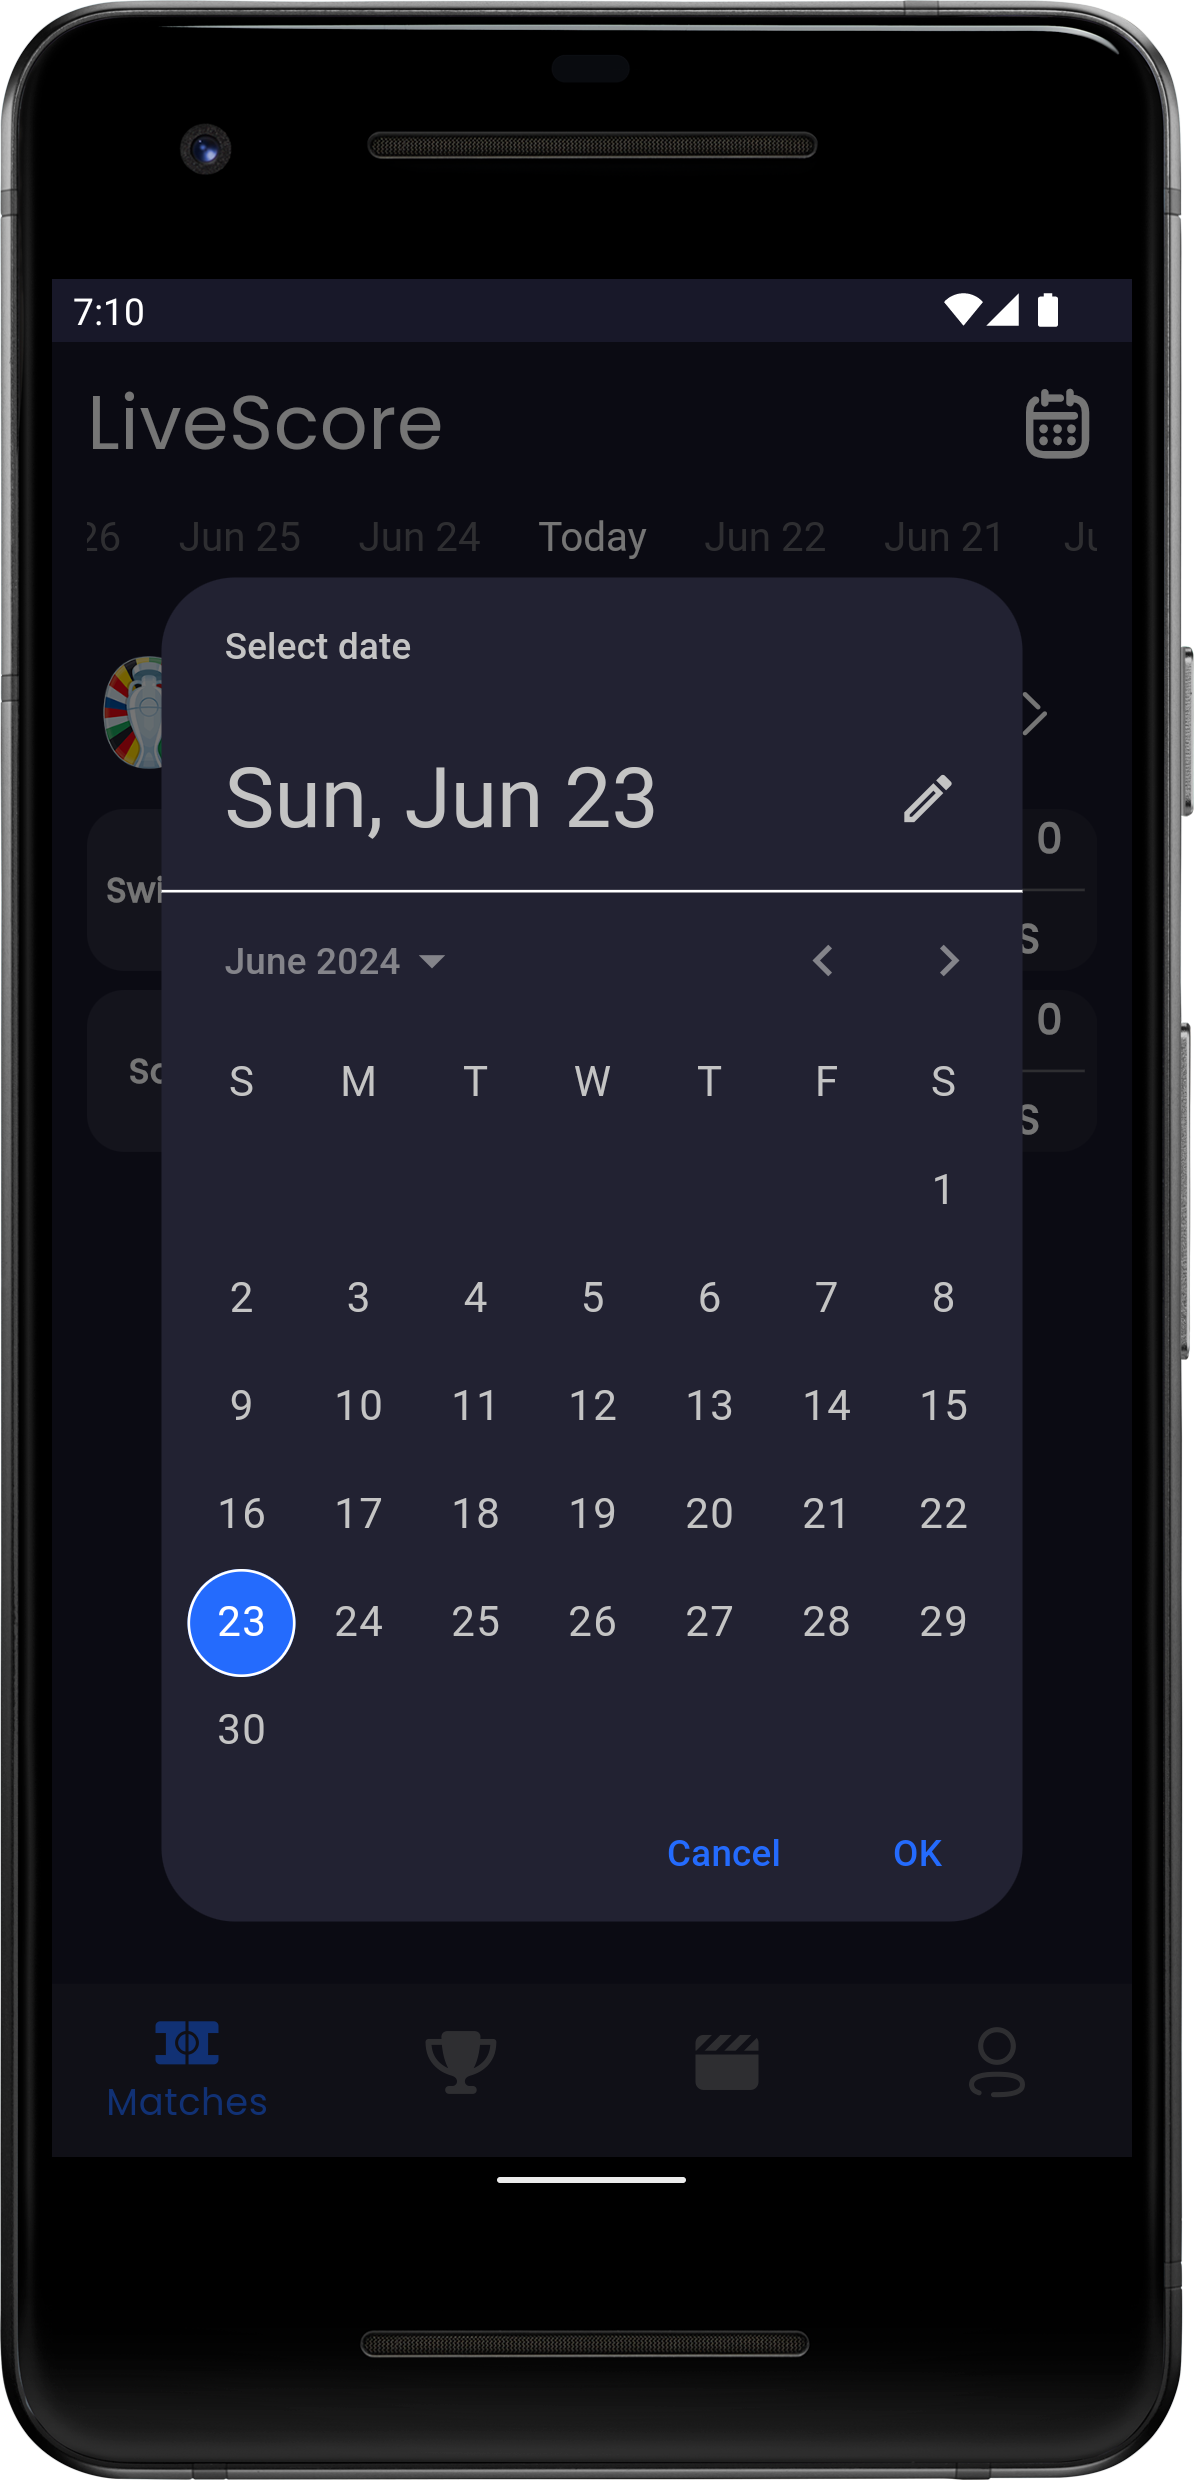 7:10
LiveScore
26 Jun 25 Jun 24 Today Jun 22 Jun 21 Ju
Select date
Sun, Jun 23
0
Swi
S
June 2024
0
So
S
S M T W T F S
1
2 3 4 5 6 7 8
9 10 11 12 13 14 15
16 17 18 19 20 21 22
23 24 25 26 27 28 29
30
Cancel OK
Matches